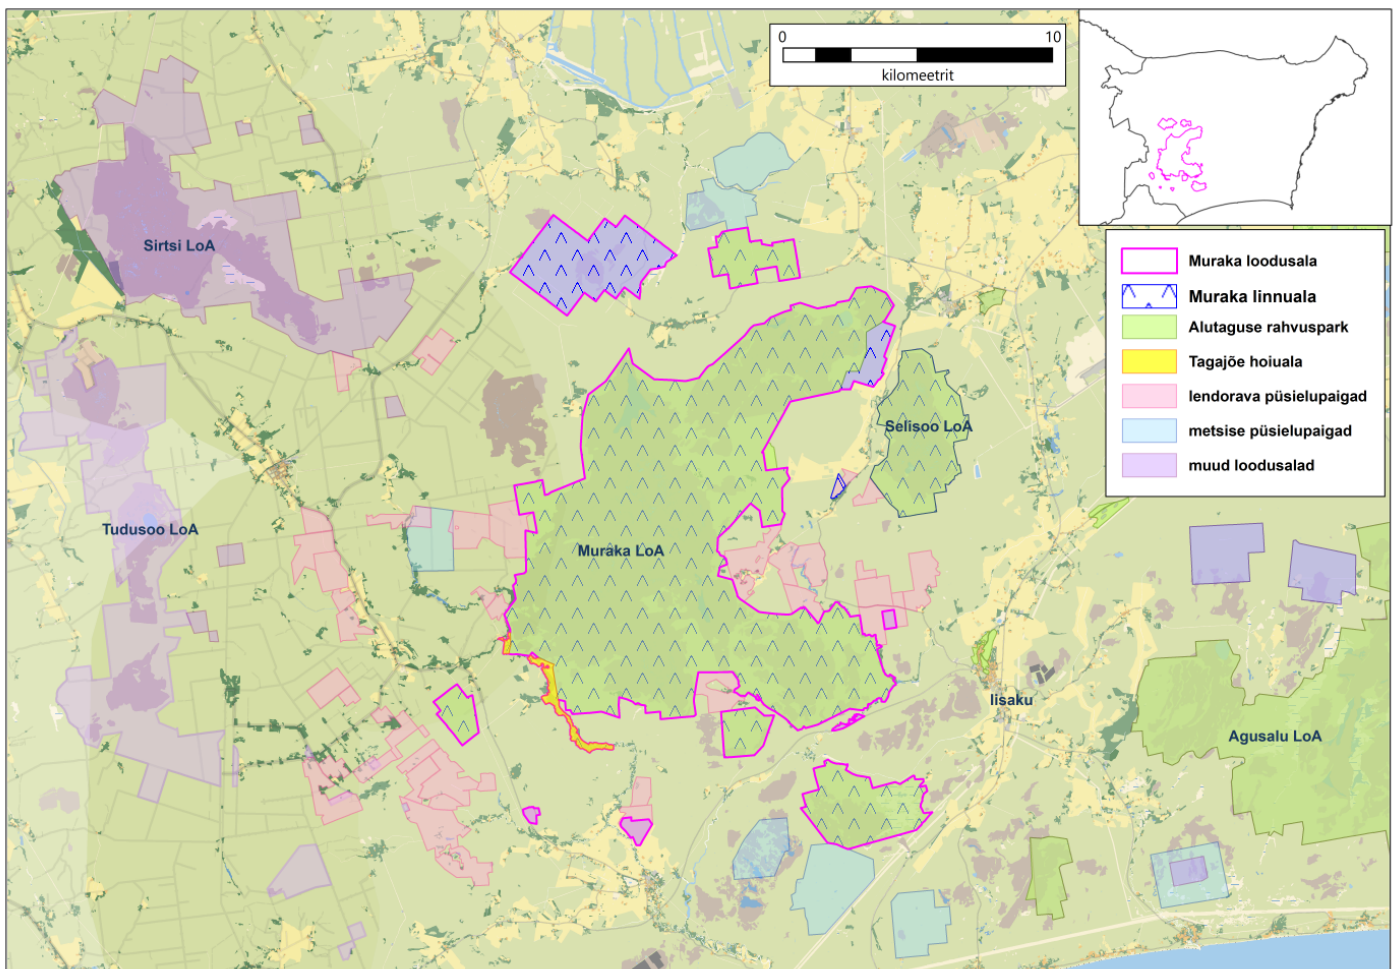 0 10
kilomeetrit
Muraka loodusala
Muraka linnuala
Alutaguse rahvuspark
Tagajõe hoiuala
lendorava püsielupaigad
metsise püsielupaigad
muud loodusalad
Sirtsi LoA
Selisoo LoA
Tudusoo LoA
Muraka LoA
Iisaku
Agusalu LoA